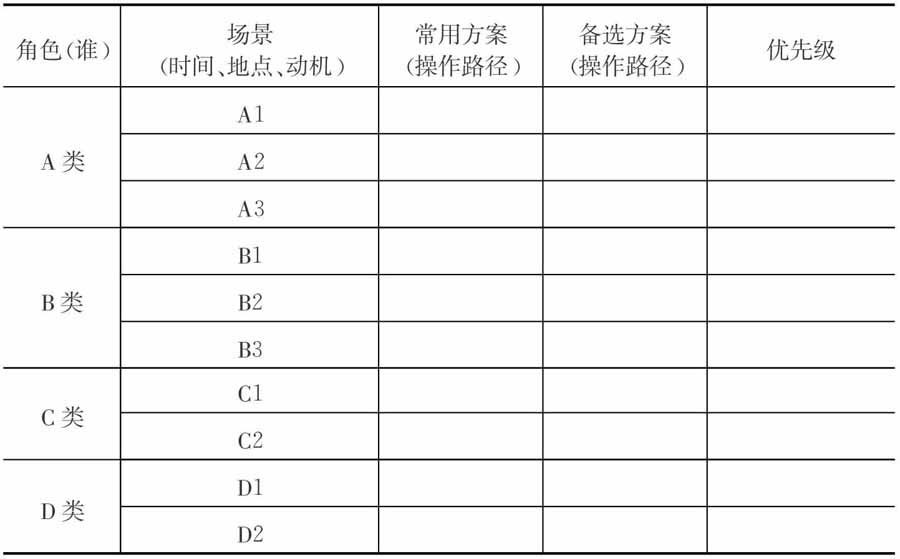 角色(谁)
场景
(时间、地点、动机)
常用方案
(操作路径)
备选方案
(操作路径)
优先级
A 类
A1
A2
A3
B 类
B1
B2
B3
C 类
C1
C2
D 类
D1
D2